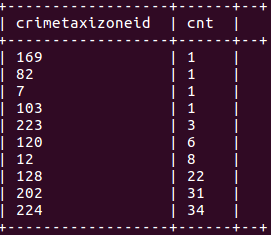 +------------------+------+--+
| crimetaxizoneid | cnt |
+------------------+------+--+
| 169 | 1 |
| 82 | 1 |
| 7 | 1 |
| 103 | 1 |
| 223 | 3 |
| 120 | 6 |
| 12 | 8 |
| 128 | 22 |
| 202 | 31 |
| 224 | 34 |
+------------------+------+--+